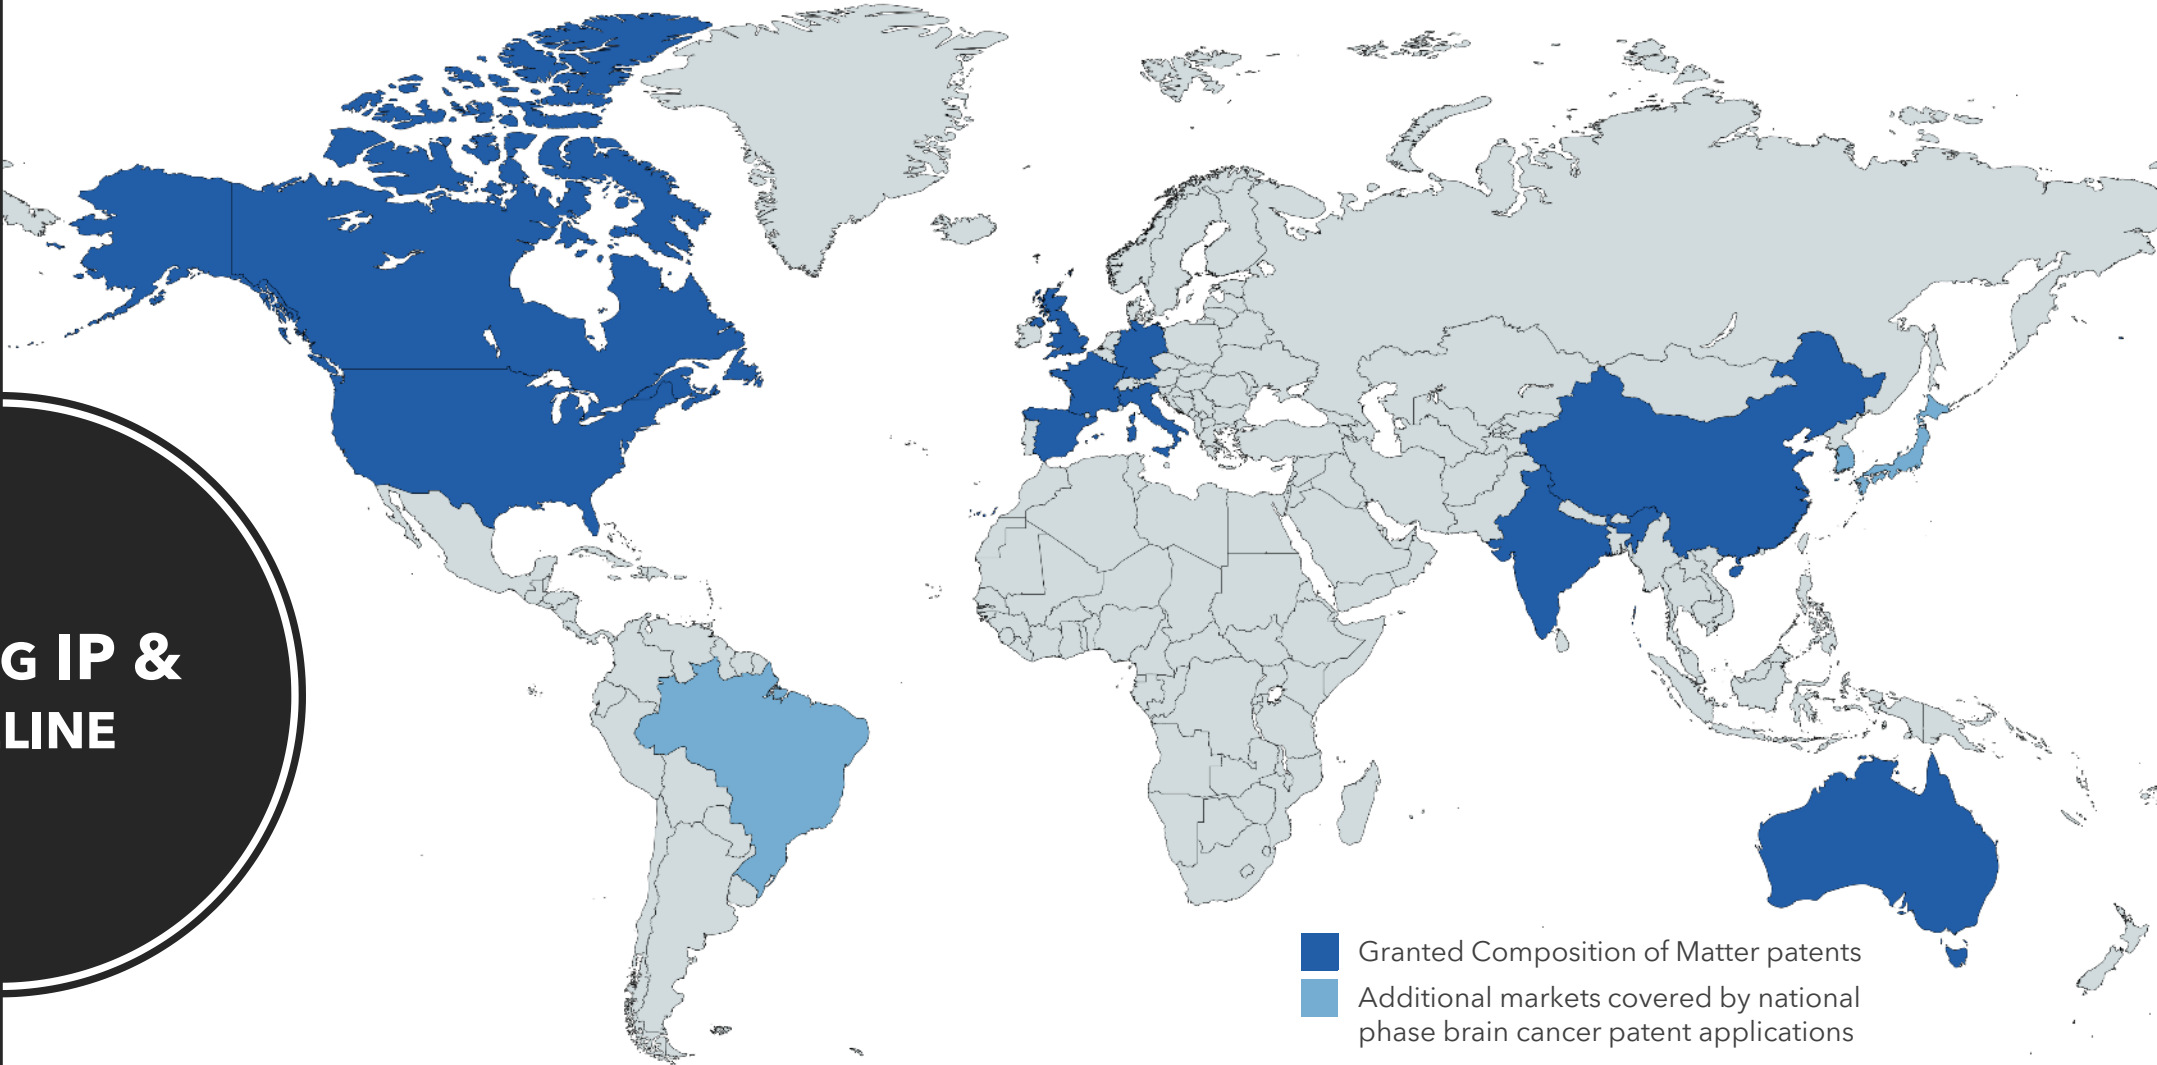 G IP &
LINE
Granted Composition of Matter patents
Additional markets covered by national
phase brain cancer patent applications